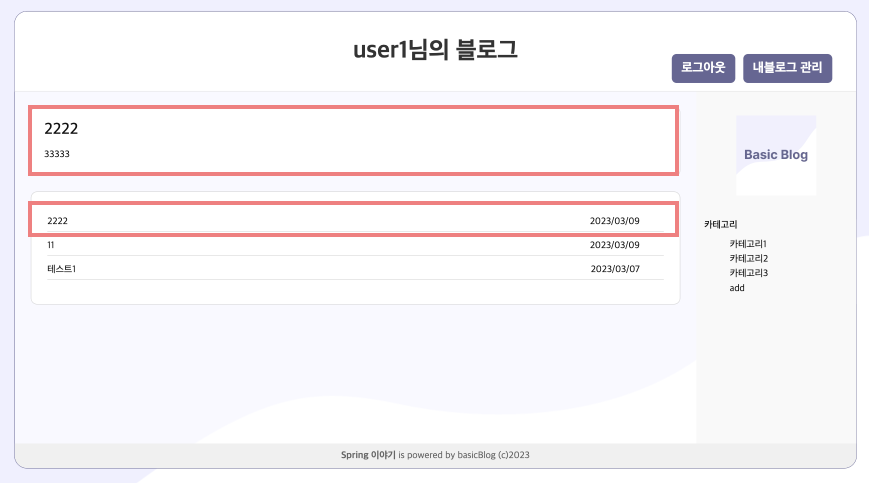 user1님의 블로그
로그아웃 내블로그 관리
2222
33333
2222 2023/03/09
11 2023/03/09
테스트1 2023/03/07
Basic Blog
카테고리
카테고리1
카테고리2
카테고리3
add
Spring 이야기 is powered by basicBlog (c)2023